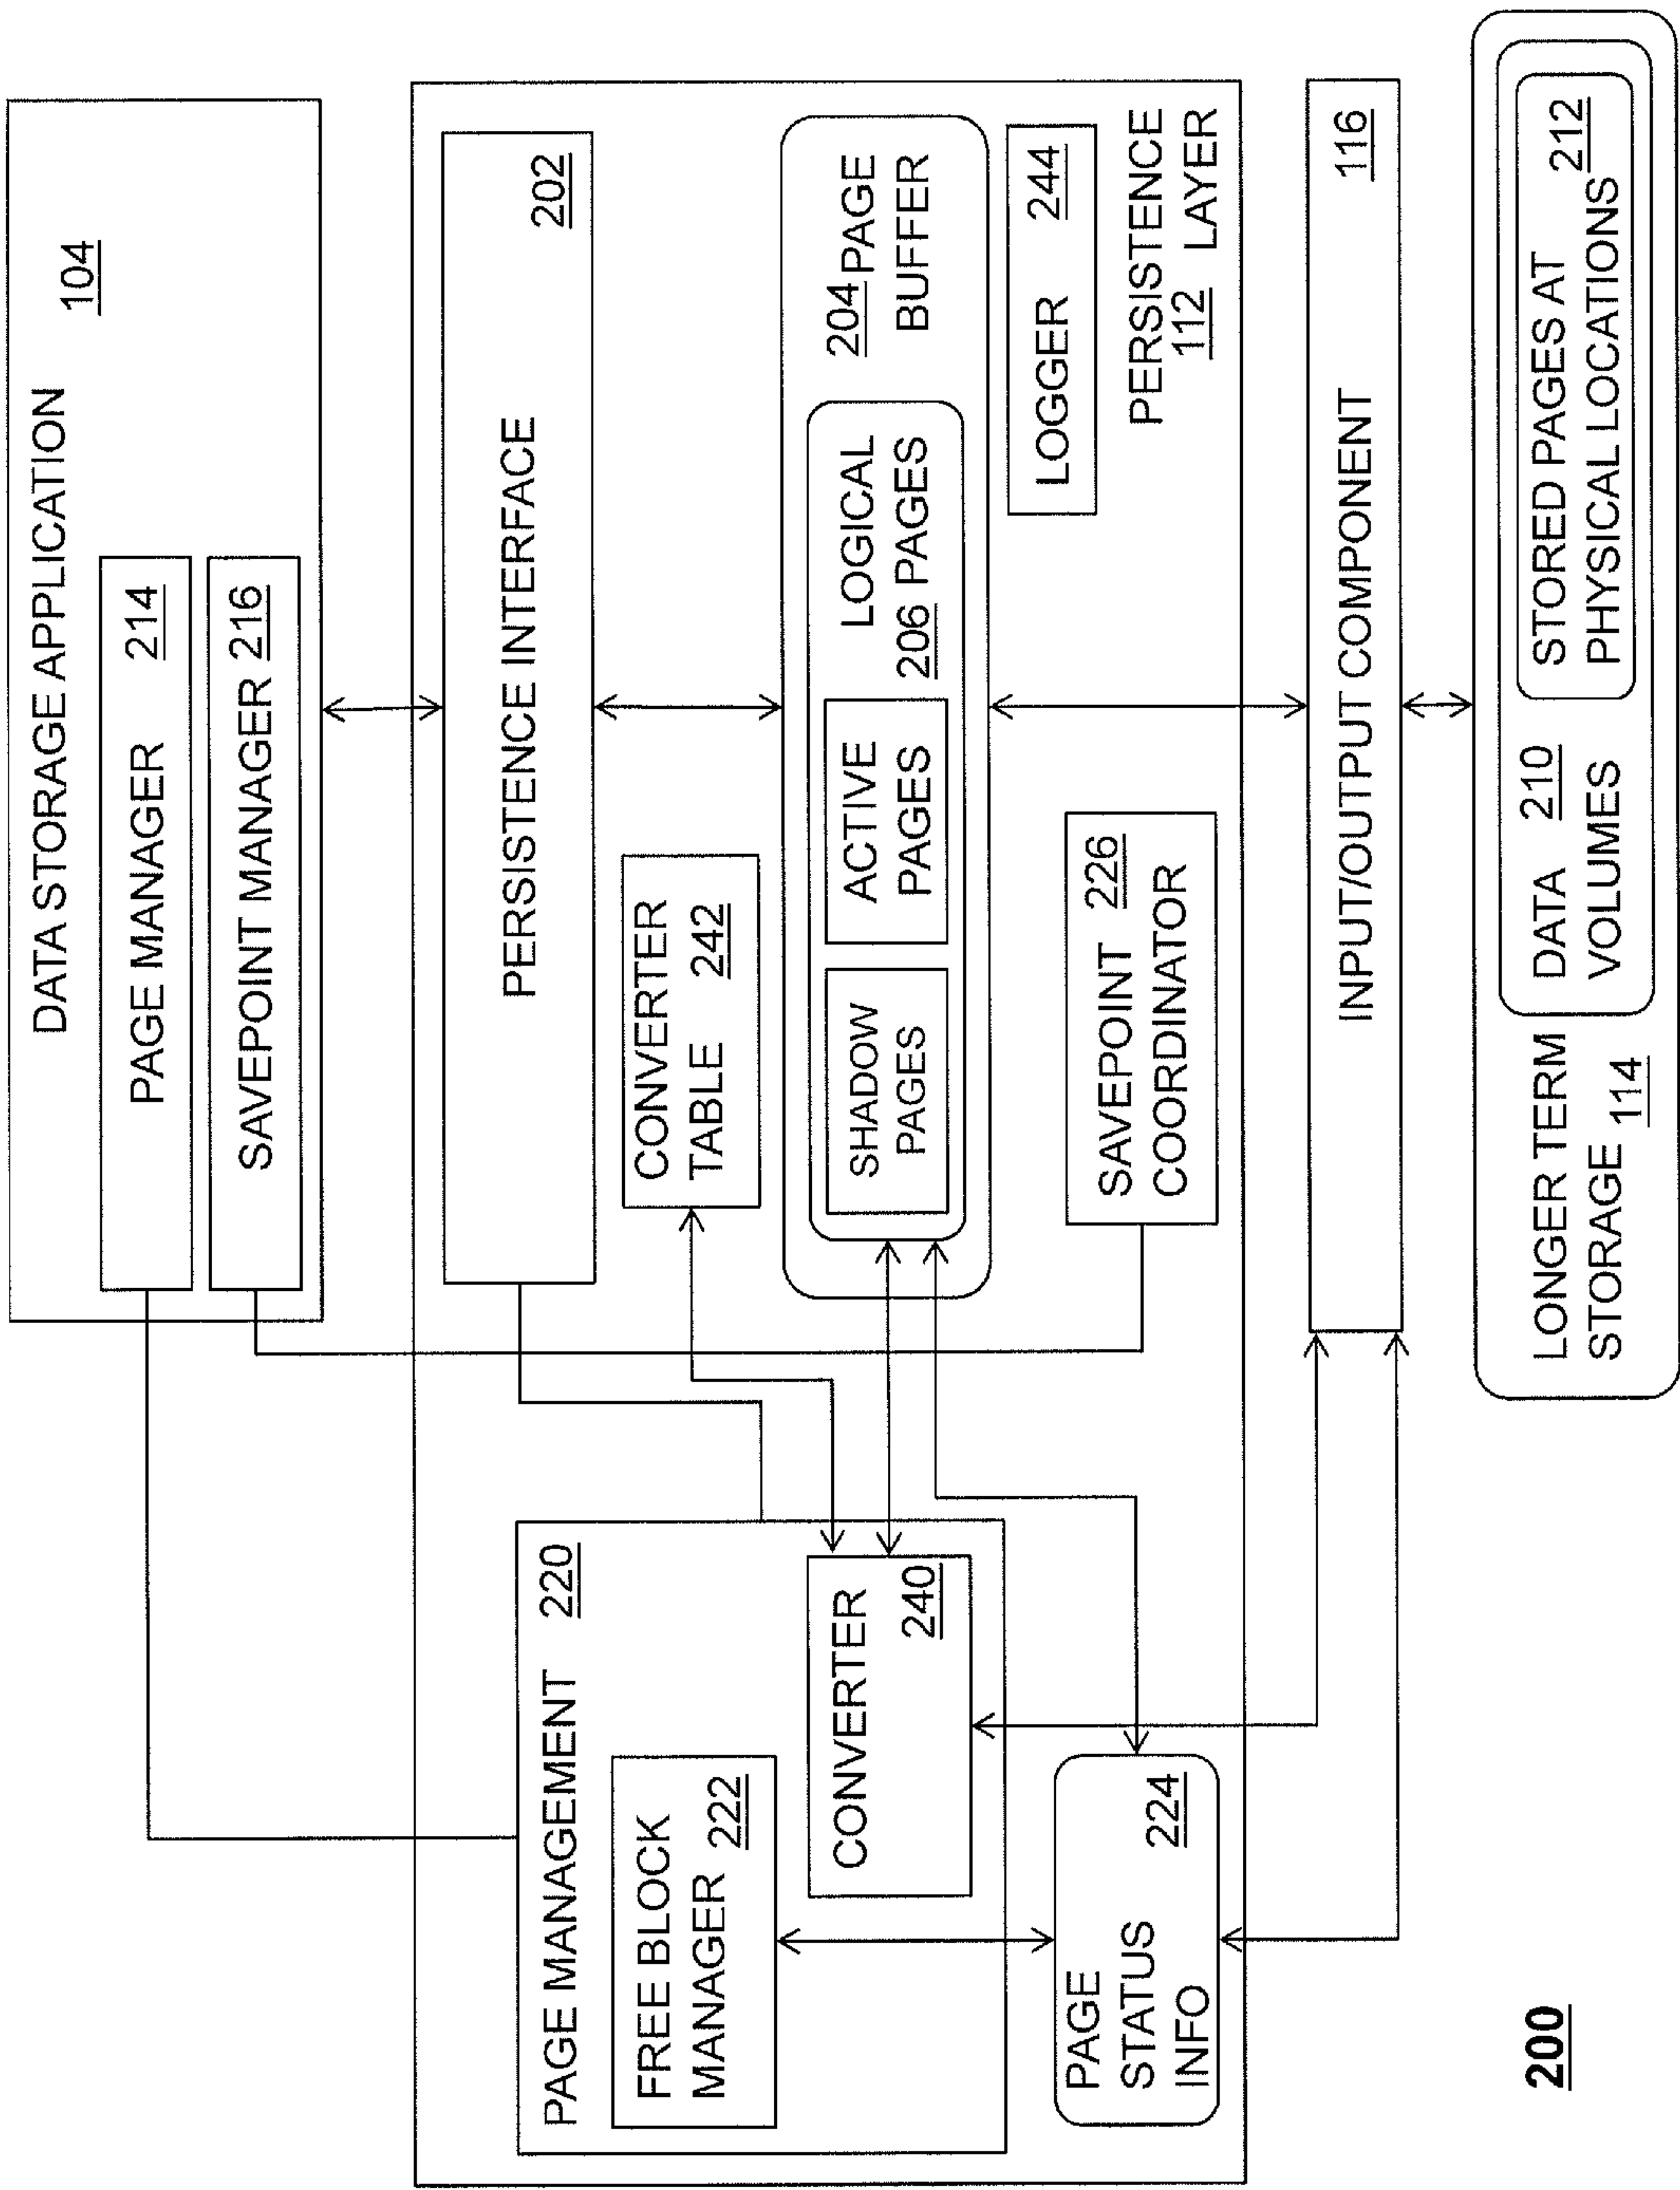 DATA STORAGE APPLICATION
104
PAGE MANAGER 214
SAVEPOINT MANAGER 216
PERSISTENCE INTERFACE 202
PAGE MANAGEMENT 220
FREE BLOCK
MANAGER 222
CONVERTER
240
CONVERTER
TABLE 242
SHADOW
PAGES
ACTIVE
PAGES
LOGICAL
206 PAGES
204 PAGE
BUFFER
PAGE
STATUS
INFO
224
SAVEPOINT
COORDINATOR
226
LOGGER 244
PERSISTENCE
112 LAYER
INPUT/OUTPUT COMPONENT 116
LONGER TERM
STORAGE 114
DATA 210
VOLUMES
STORED PAGES AT
PHYSICAL LOCATIONS
212
200